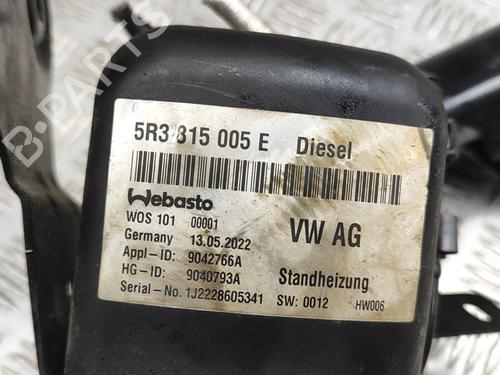 5R3 815 005 E Diesel
Webasto
WOS 101 00001
VW AG
Germany 13.05.2022
Appl-ID: 9042766A
HG-ID: 9040793A
Standheizung
Serial-No. 1J2228605341 SW: 0012 HW006
B-PARTS